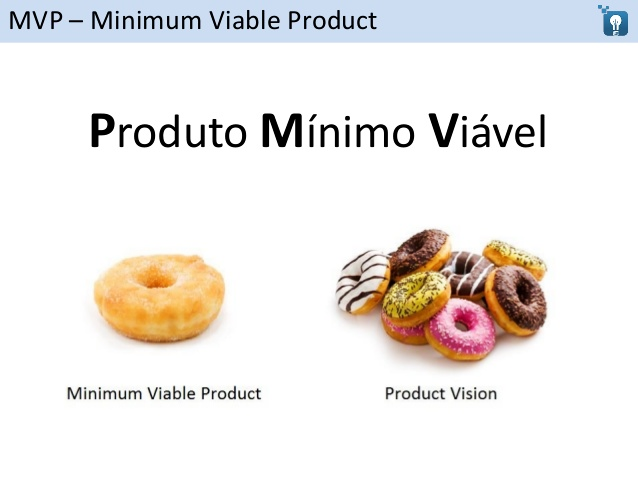 MVP – Minimum Viable Product
Produto Mínimo Viável
Minimum Viable Product
Product Vision